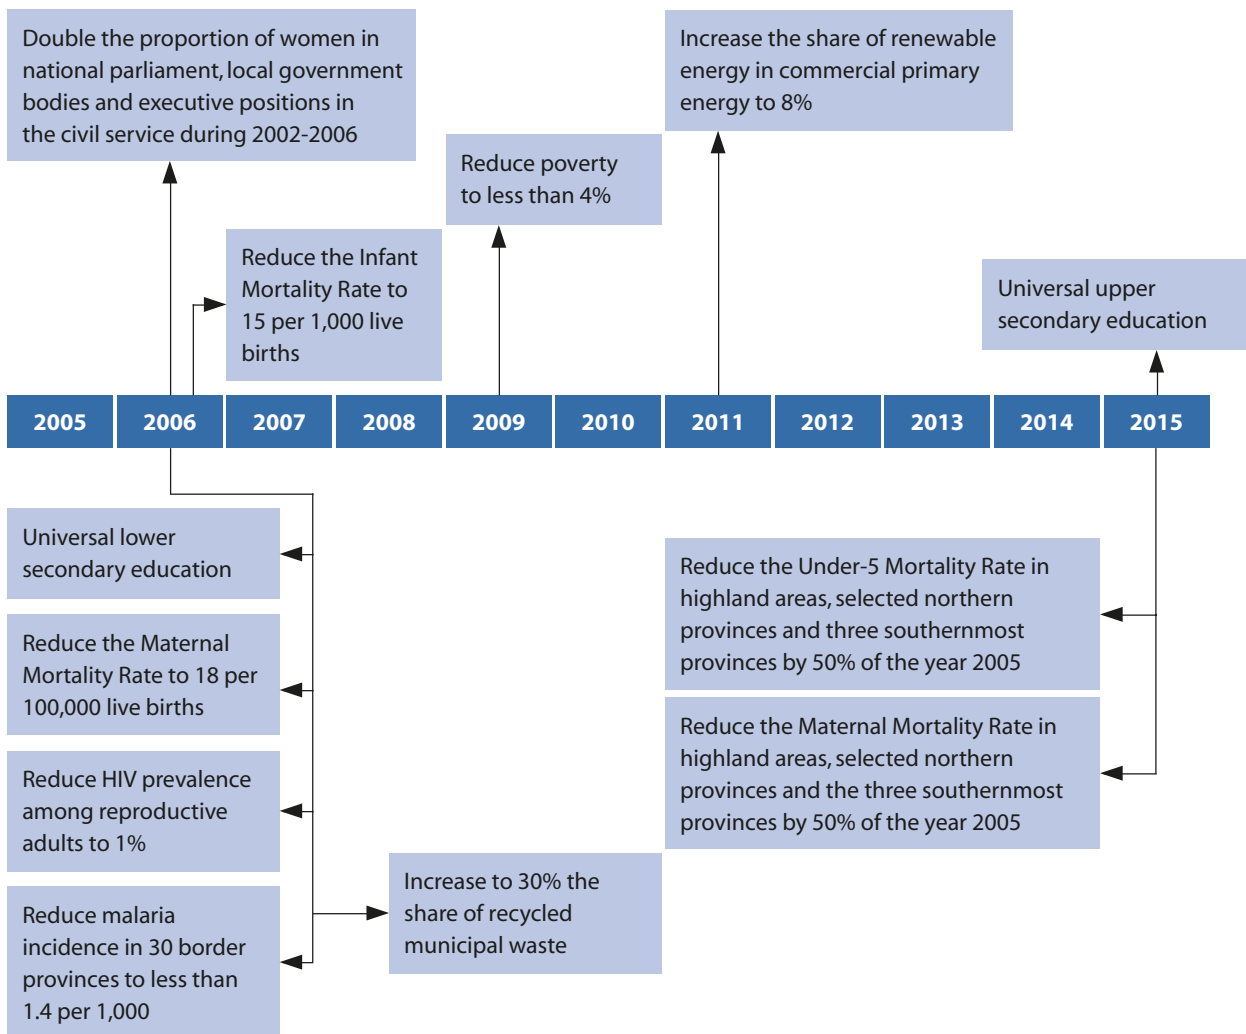 Double the proportion of women in
national parliament, local government
bodies and executive positions in
the civil service during 2002-2006
Increase the share of renewable
energy in commercial primary
energy to 8%
Reduce poverty
to less than 4%
Reduce the Infant
Mortality Rate to
15 per 1,000 live
births
Universal upper
secondary education
2005 2006 2007 2008 2009 2010 2011 2012 2013 2014 2015
Universal lower
secondary education
Reduce the Maternal
Mortality Rate to 18 per
100,000 live births
Reduce HIV prevalence
among reproductive
adults to 1%
Reduce malaria
incidence in 30 border
provinces to less than
1.4 per 1,000
Increase to 30% the
share of recycled
municipal waste
Reduce the Under-5 Mortality Rate in
highland areas, selected northern
provinces and three southernmost
provinces by 50% of the year 2005
Reduce the Maternal Mortality Rate in
highland areas, selected northern
provinces and the three southernmost
provinces by 50% of the year 2005